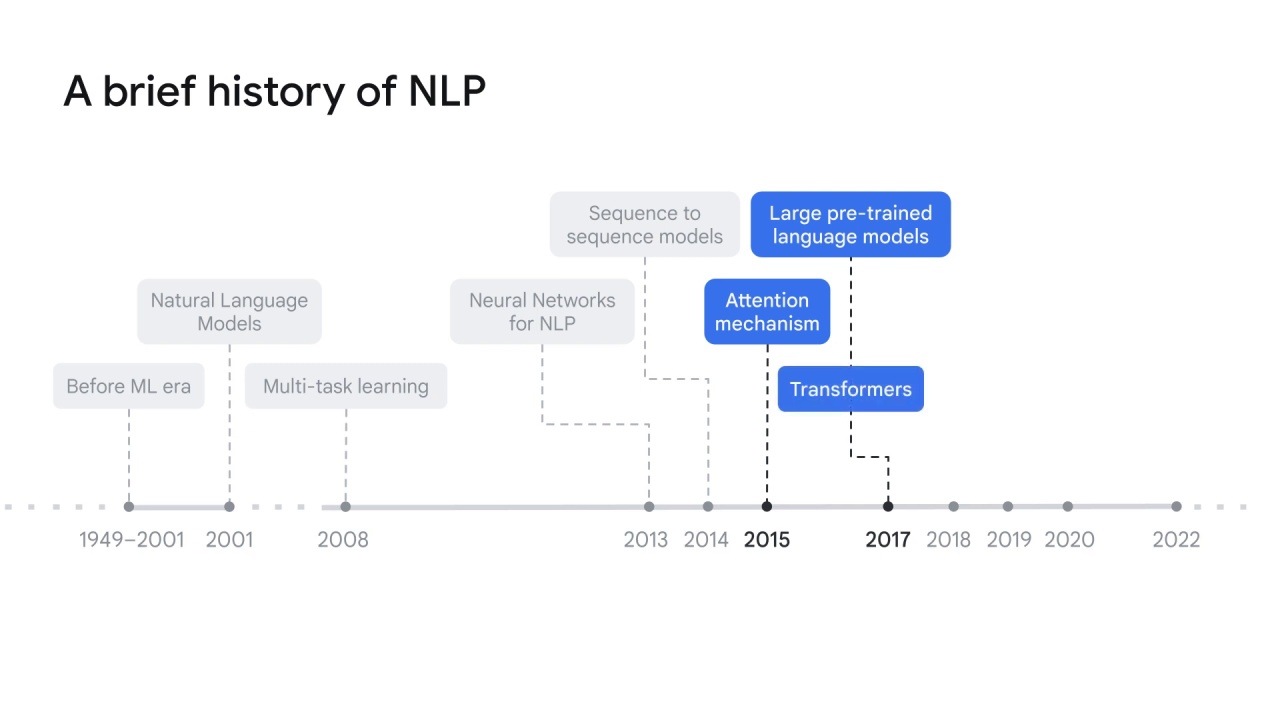 A brief history of NLP
Sequence to
sequence models
Large pre-trained
language models
Natural Language
Models
Neural Networks
for NLP
Attention
mechanism
Before ML era
Multi-task learning
Transformers
1949–2001
2001
2008
2013
2014
2015
2017
2018
2019
2020
2022